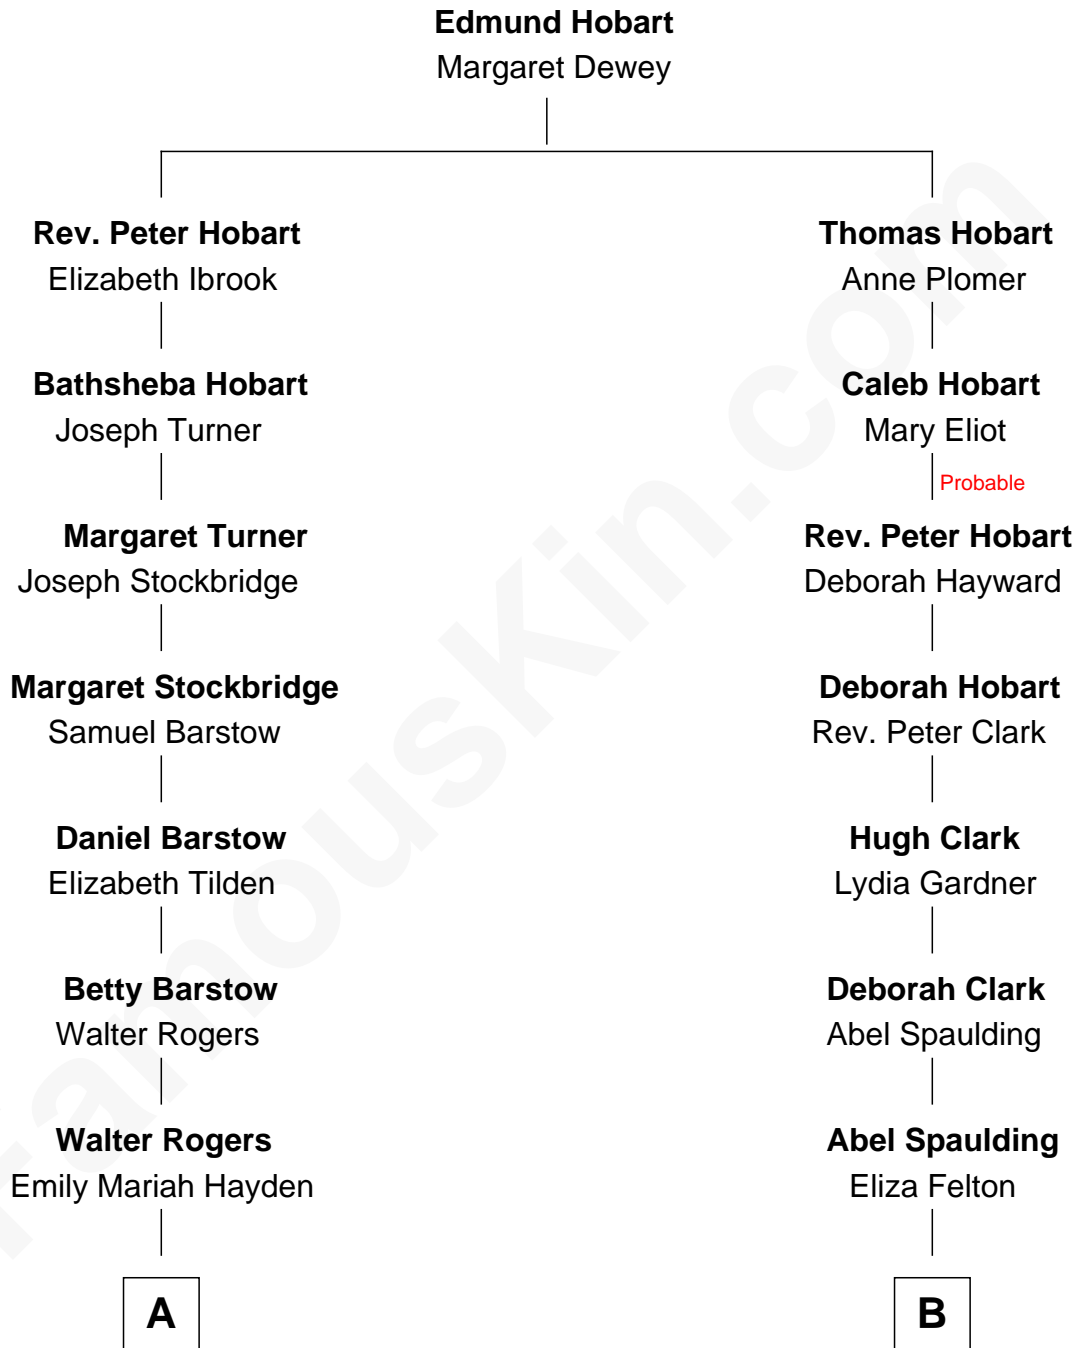 Edmund Hobart
Margaret Dewey
Rev. Peter Hobart
Elizabeth Ibrook
Thomas Hobart
Anne Plomer
Bathsheba Hobart
Joseph Turner
Caleb Hobart
Mary Eliot
Probable
Margaret Turner
Joseph Stockbridge
Rev. Peter Hobart
Deborah Hayward
Margaret Stockbridge
Samuel Barstow
Deborah Hobart
Rev. Peter Clark
Daniel Barstow
Elizabeth Tilden
Hugh Clark
Lydia Gardner
Betty Barstow
Walter Rogers
Deborah Clark
Abel Spaulding
Walter Rogers
Emily Mariah Hayden
Abel Spaulding
Eliza Felton
A
B
FamousKin.com